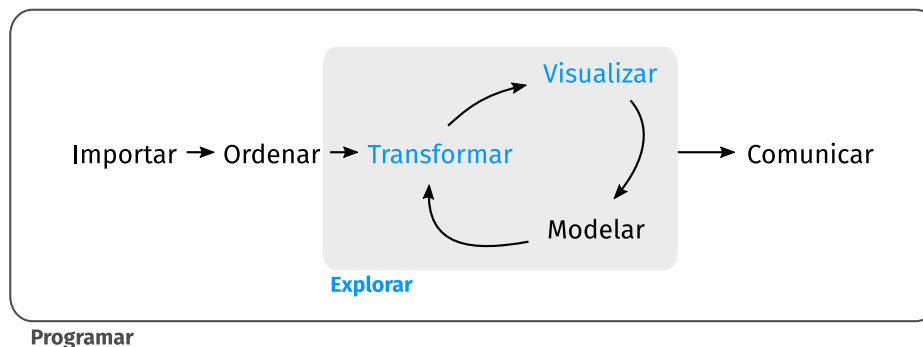 Visualizar
Importar Ordenar Transformar Comunicar
Modelar
Explorar
Programar